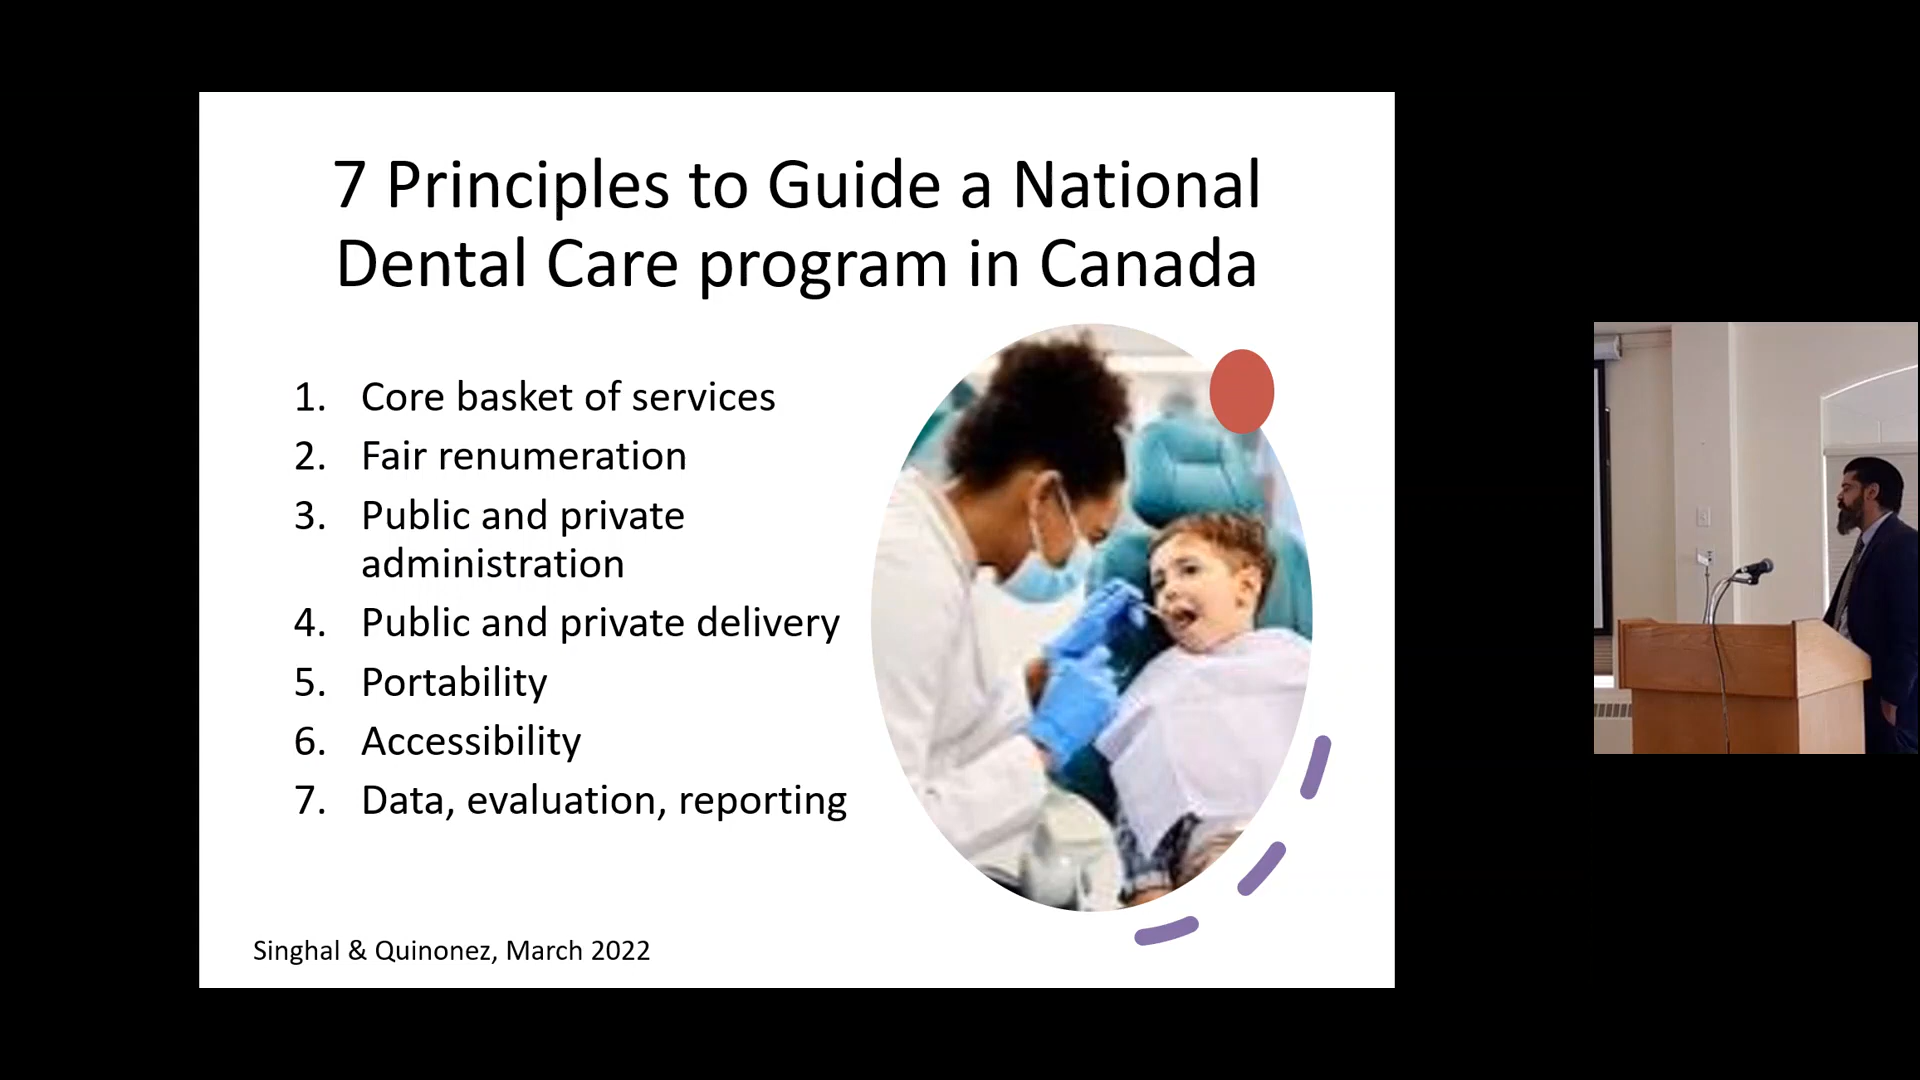 7 Principles to Guide a National
Dental Care program in Canada
1. Core basket of services
2. Fair renumeration
3. Public and private
administration
4. Public and private delivery
5. Portability
6. Accessibility
7. Data, evaluation, reporting
Singhal & Quinonez, March 2022